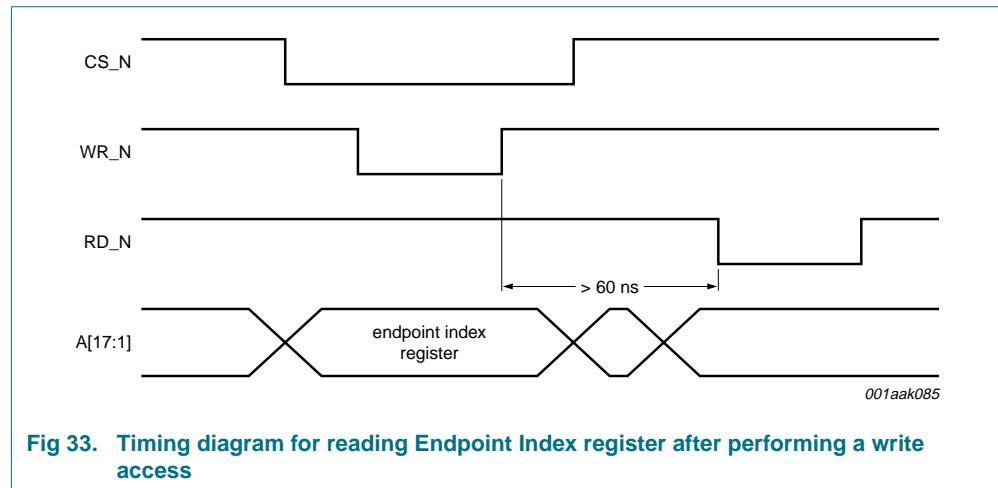 CS_N
WR_N
RD_N
> 60 ns
A[17:1]
endpoint index
register
001aak085
Fig 33. Timing diagram for reading Endpoint Index register after performing a write
access